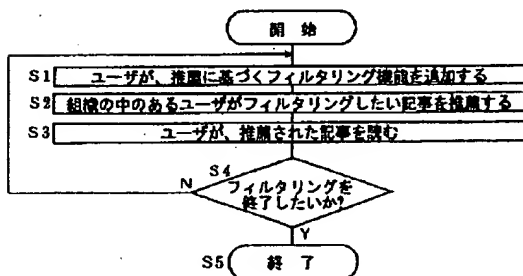 開 始
S1 ユーザが、推薦に基づくフィルタリング機能を追加する
S2 組織の中のあるユーザがフィルタリングしたい記事を推薦する
S3 ユーザが、推薦された記事を読む
S4
N
フィルタリングを
終了したいか?
Y
S5 終 了